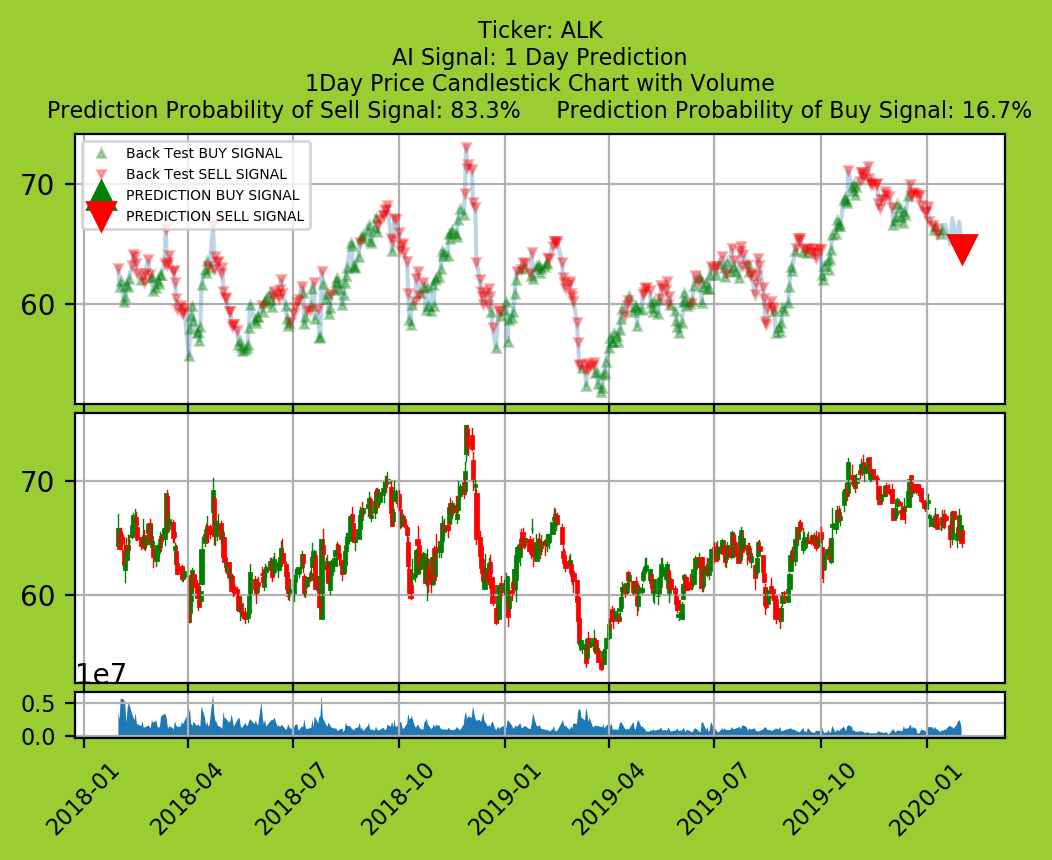 Ticker: ALK
AI Signal: 1 Day Prediction
1Day Price Candlestick Chart with Volume
Prediction Probability of Sell Signal: 83.3%    Prediction Probability of Buy Signal: 16.7%
Back Test BUY SIGNAL
Back Test SELL SIGNAL
PREDICTION BUY SIGNAL
PREDICTION SELL SIGNAL
70
60
70
60
1e7
0.5
0.0
2018-01 2018-04 2018-07 2018-10 2019-01 2019-04 2019-07 2019-10 2020-01